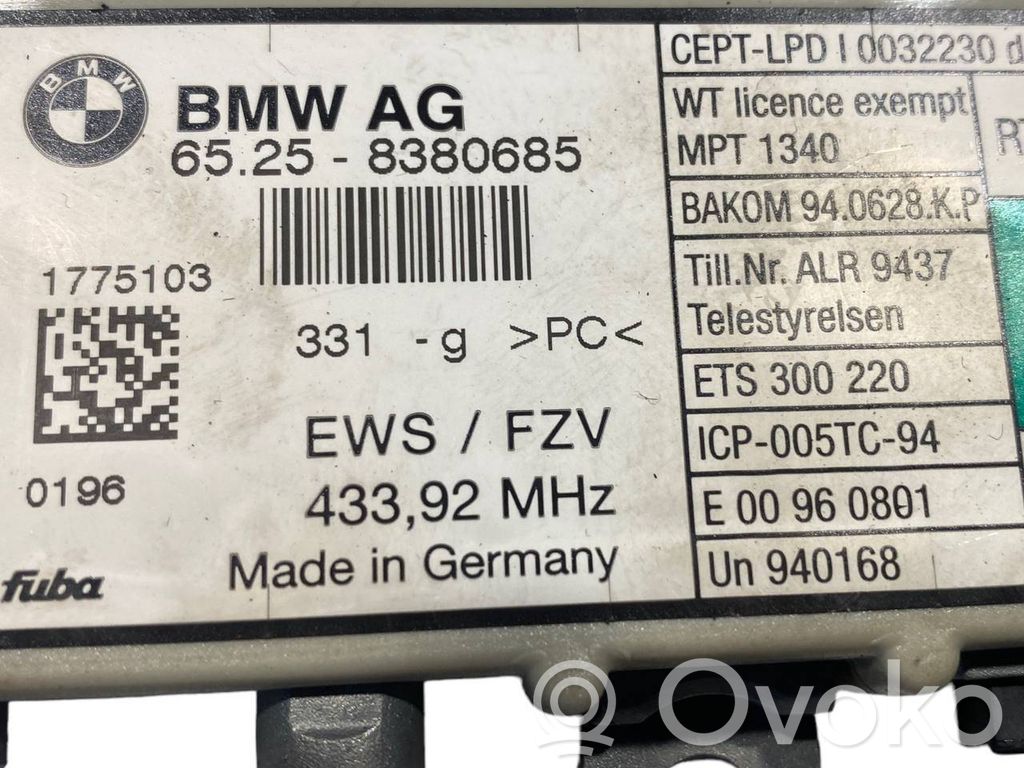 BMW
BMW AG
65.25 - 8380685
1775103
331 -g >PC<
EWS / FZV
0196
433,92 MHz
fuba
Made in Germany
CEPT-LPD I 0032230 d
WT licence exempt
MPT 1340
BAKOM 94.0628.K.P
Till.Nr. ALR 9437
Telestyrelsen
ETS 300 220
ICP-005TC-94
E 00 96 0801
Un 940168
Ovoko